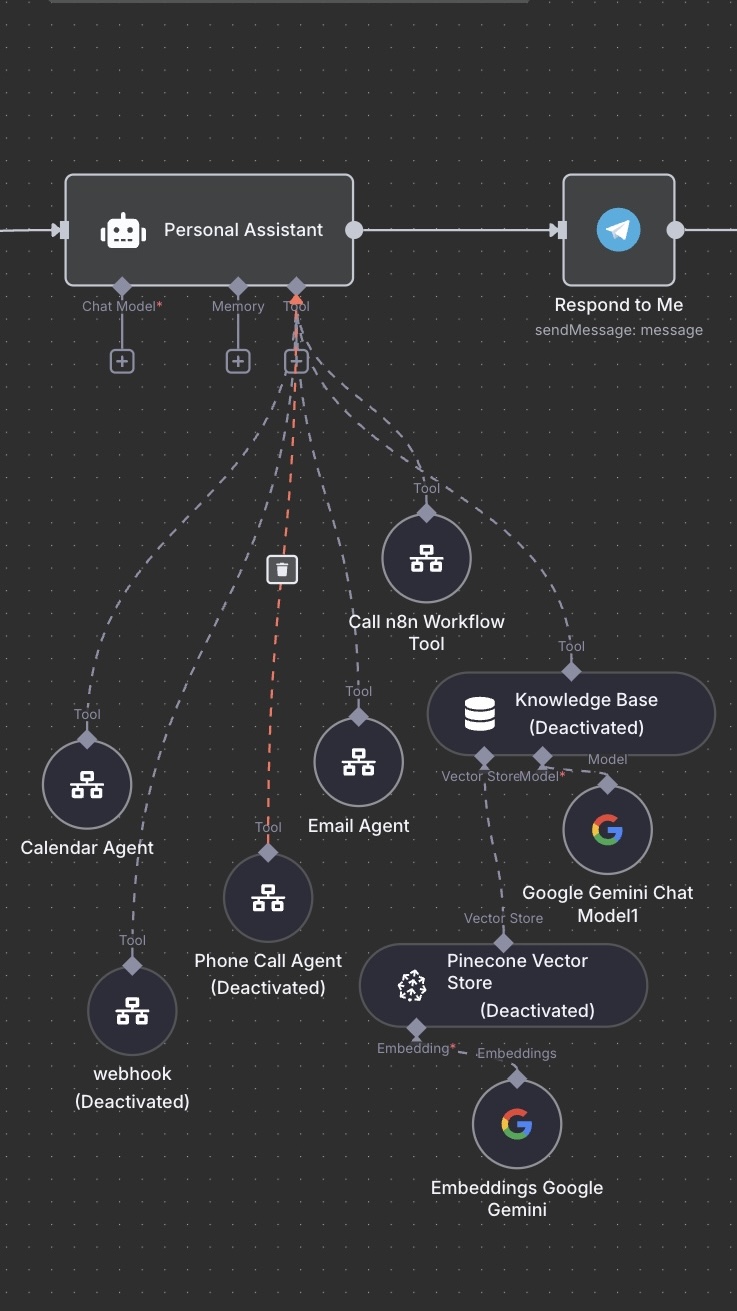 Personal Assistant
Chat Model*
Memory
Tool
Respond to Me
sendMessage: message
Tool
Call n8n Workflow
Tool
Tool
Knowledge Base
(Deactivated)
Vector Store
Model*
Model
Tool
Calendar Agent
Tool
Email Agent
Tool
Phone Call Agent
(Deactivated)
Google Gemini Chat
Model1
Vector Store
Pinecone Vector
Store
(Deactivated)
Tool
webhook
(Deactivated)
Embedding*
Embeddings
Embeddings Google
Gemini